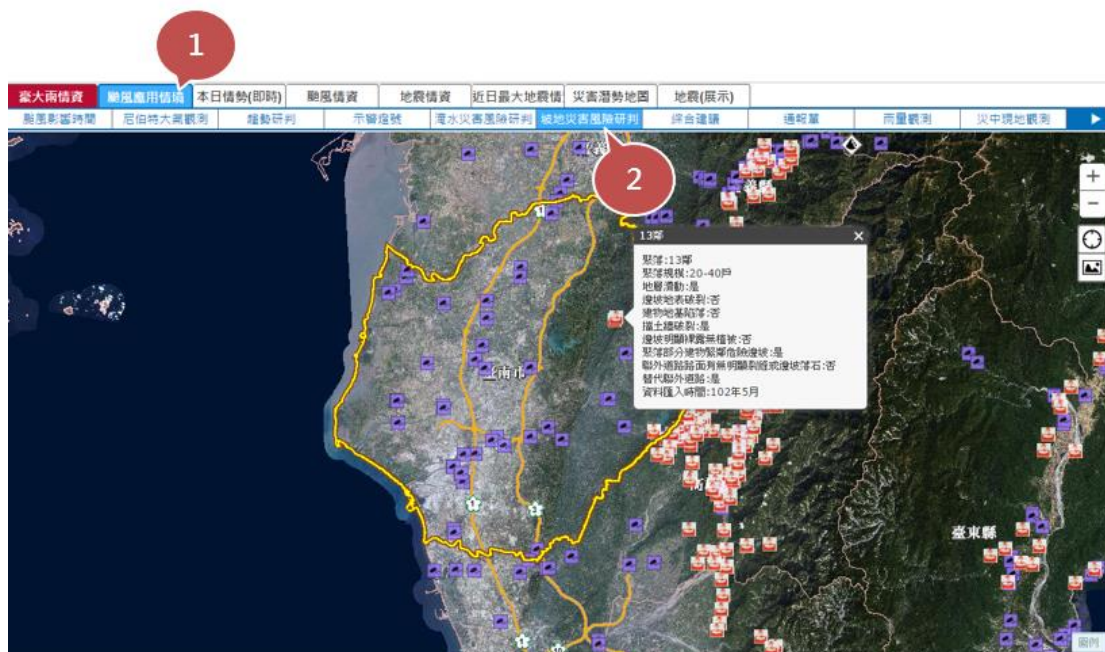 1
豪大雨情資
颱風應用情境
本日情勢(即時)
颱風情資
地震情資
近日最大地震情
災害潛勢地圖
地震(展示)
颱風影響時間
尼伯特大氣觀測
趨勢研判
示警燈號
淹水災害風險研判
坡地災害風險研判
綜合建議
通報單
雨量觀測
災中現地觀測
2
13鄰
聚落:13鄰
聚落規模:20-40戶
地層滑動:是
邊坡地表破裂:否
建物地基陷落:否
擋土牆破裂:是
邊坡明顯裸露無植被:否
聚落部分建物緊鄰危險邊坡:是
聯外道路路面有無明顯裂縫或邊坡落石:否
替代聯外道路:是
資料匯入時間:102年5月
臺南市
臺東縣
圖例